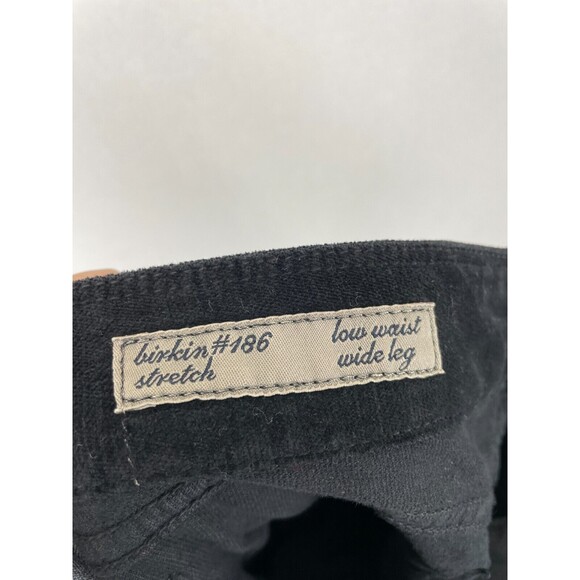 birkin #186
stretch
low waist
wide leg